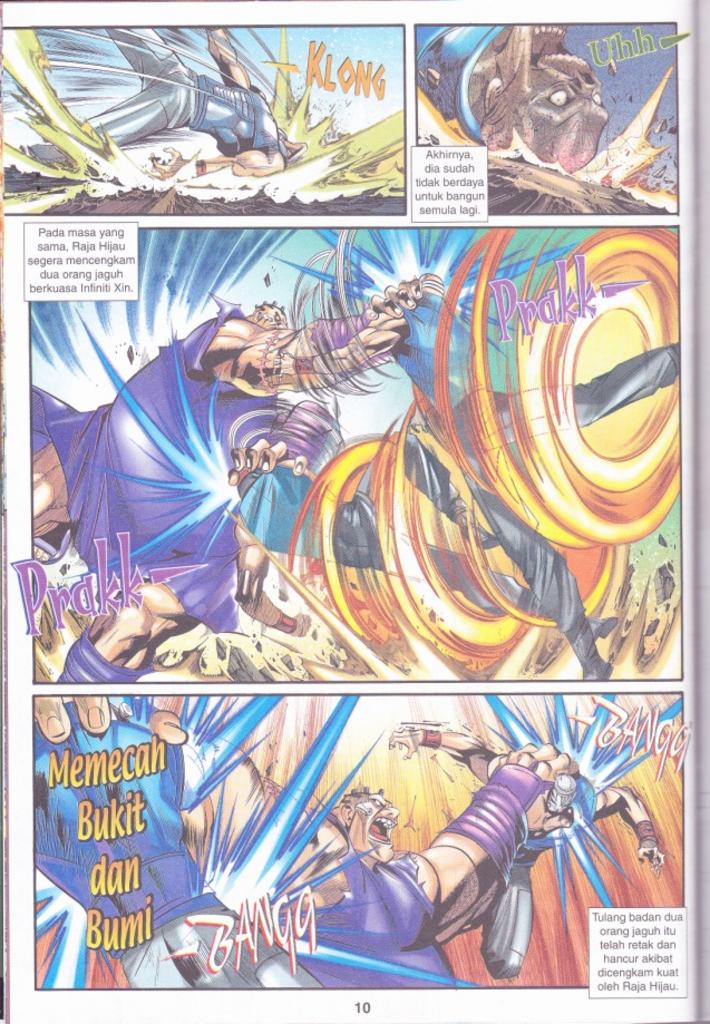 KLONG
Uhh
Akhirnya,
dia sudah
tidak berdaya
untuk bangun
semula lagi.
Pada masa yang
sama, Raja Hijau
segera mencengkam
dua orang jaguh
berkuasa Infiniti Xin.
Prakk
Prakk
Memecah
Bukit
dan
Bumi
BANGG
BANGG
Tulang badan dua
orang jaguh itu
telah retak dan
hancur akibat
dicengkam kuat
oleh Raja Hijau.
10